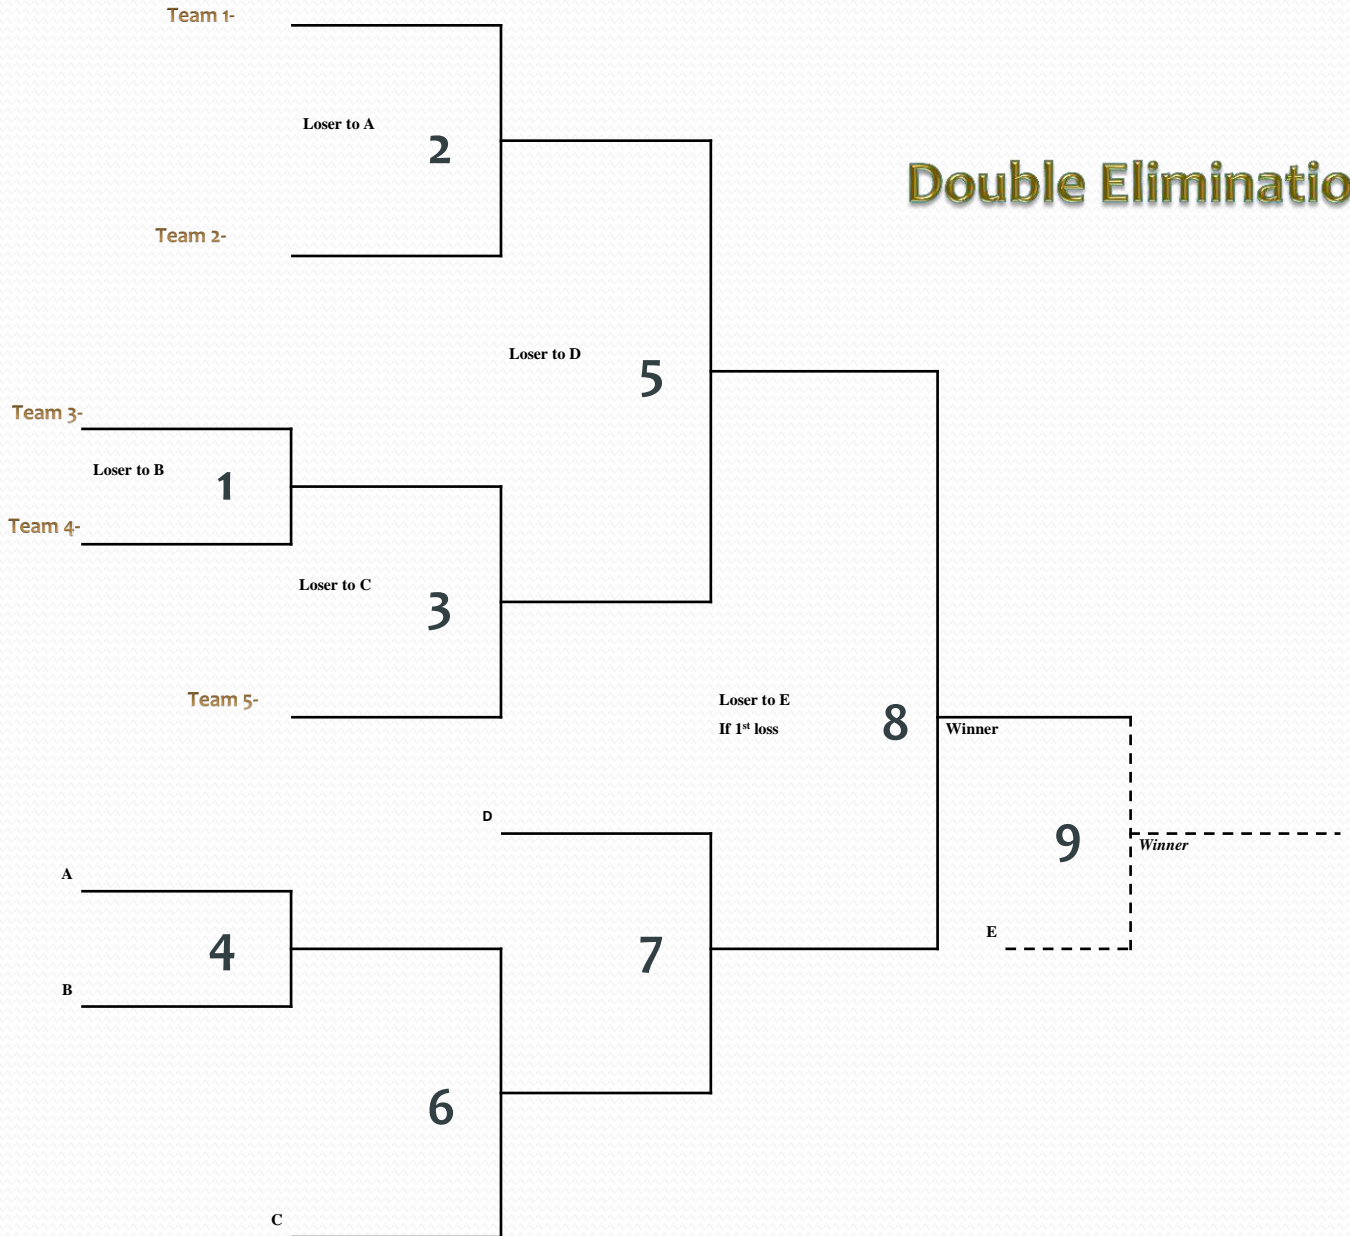 Team 1-
Loser to A
2
Double Eliminatio
Team 2-
Loser to D
5
Team 3-
Loser to B
1
Team 4-
Loser to C
3
Team 5-
Loser to E
If 1st loss
8
Winner
D
9
Winner
A
4
7
E
B
6
C